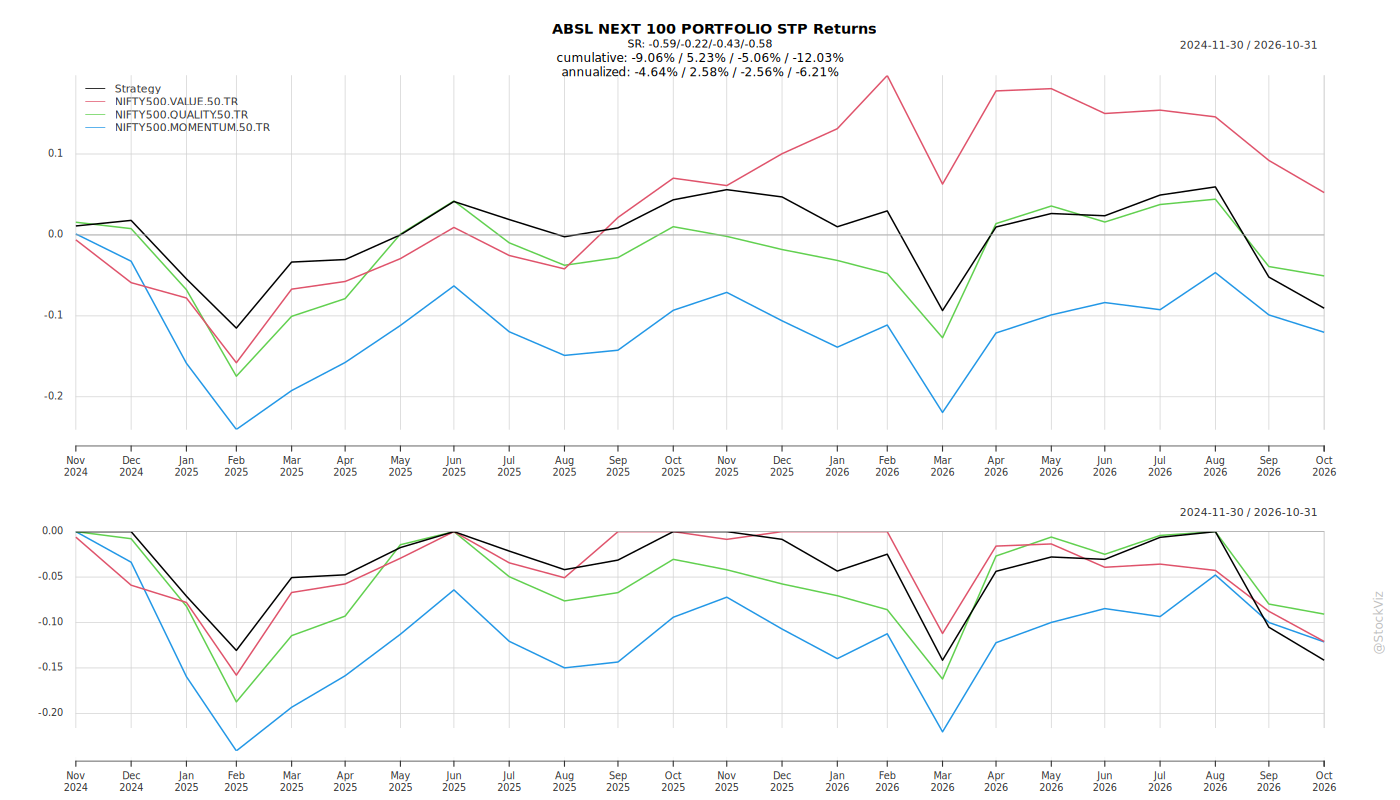 ABSL NEXT 100 PORTFOLIO STP Returns
SR: -0.59/-0.22/-0.43/-0.58
cumulative: -9.06% / 5.23% / -5.06% / -12.03%
annualized: -4.64% / 2.58% / -2.56% / -6.21%
2024-11-30 / 2026-10-31
Strategy
NIFTY500.VALUE.50.TR
NIFTY500.QUALITY50.TR
NIFTY500.MOMENTUM.50.TR
0.1
0.0
-0.1
-0.2
Nov Dec Jan Feb Mar Apr May Jun Jul Aug Sep Oct Nov Dec Jan Feb Mar Apr May Jun Jul Aug Sep Oct
2024 2024 2025 2025 2025 2025 2025 2025 2025 2025 2025 2025 2025 2025 2026 2026 2026 2026 2026 2026 2026 2026 2026 2026
2024-11-30 / 2026-10-31
0.00
-0.05
-0.10
-0.15
-0.20
Nov Dec Jan Feb Mar Apr May Jun Jul Aug Sep Oct Nov Dec Jan Feb Mar Apr May Jun Jul Aug Sep Oct
2024 2024 2025 2025 2025 2025 2025 2025 2025 2025 2025 2025 2025 2025 2026 2026 2026 2026 2026 2026 2026 2026 2026 2026
@StockViz